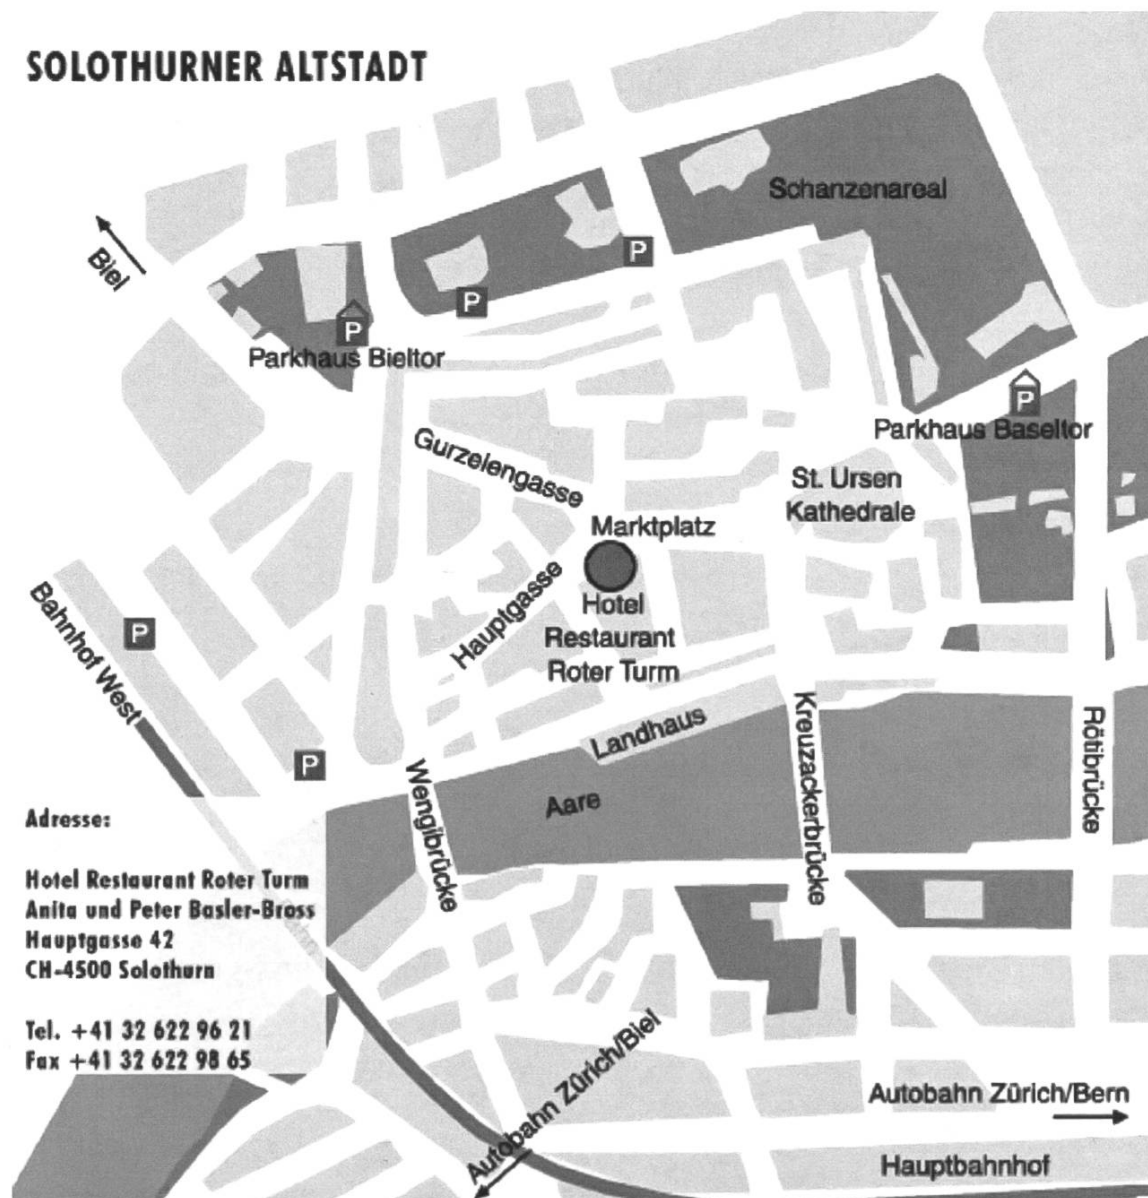 SOLOTHURNER ALTSTADT
Schanzenareal
Biel
P
P
P
Parkhaus Bieltor
P
Parkhaus Baseltor
Gurzelengasse
St. Ursen
Kathedrale
Marktplatz
Hauptgasse
Hotel
Restaurant
Roter Turm
Bahnhof West
P
P
Landhaus
Kreuzackerbrücke
Rötibrücke
Wengibrücke
Aare
Adresse:
Hotel Restaurant Roter Turm
Anita und Peter Basler-Bross
Hauptgasse 42
CH-4500 Solothurn
Tel. +41 32 622 96 21
Fax +41 32 622 98 65
Autobahn Zürich/Biel
Autobahn Zürich/Bern
Hauptbahnhof